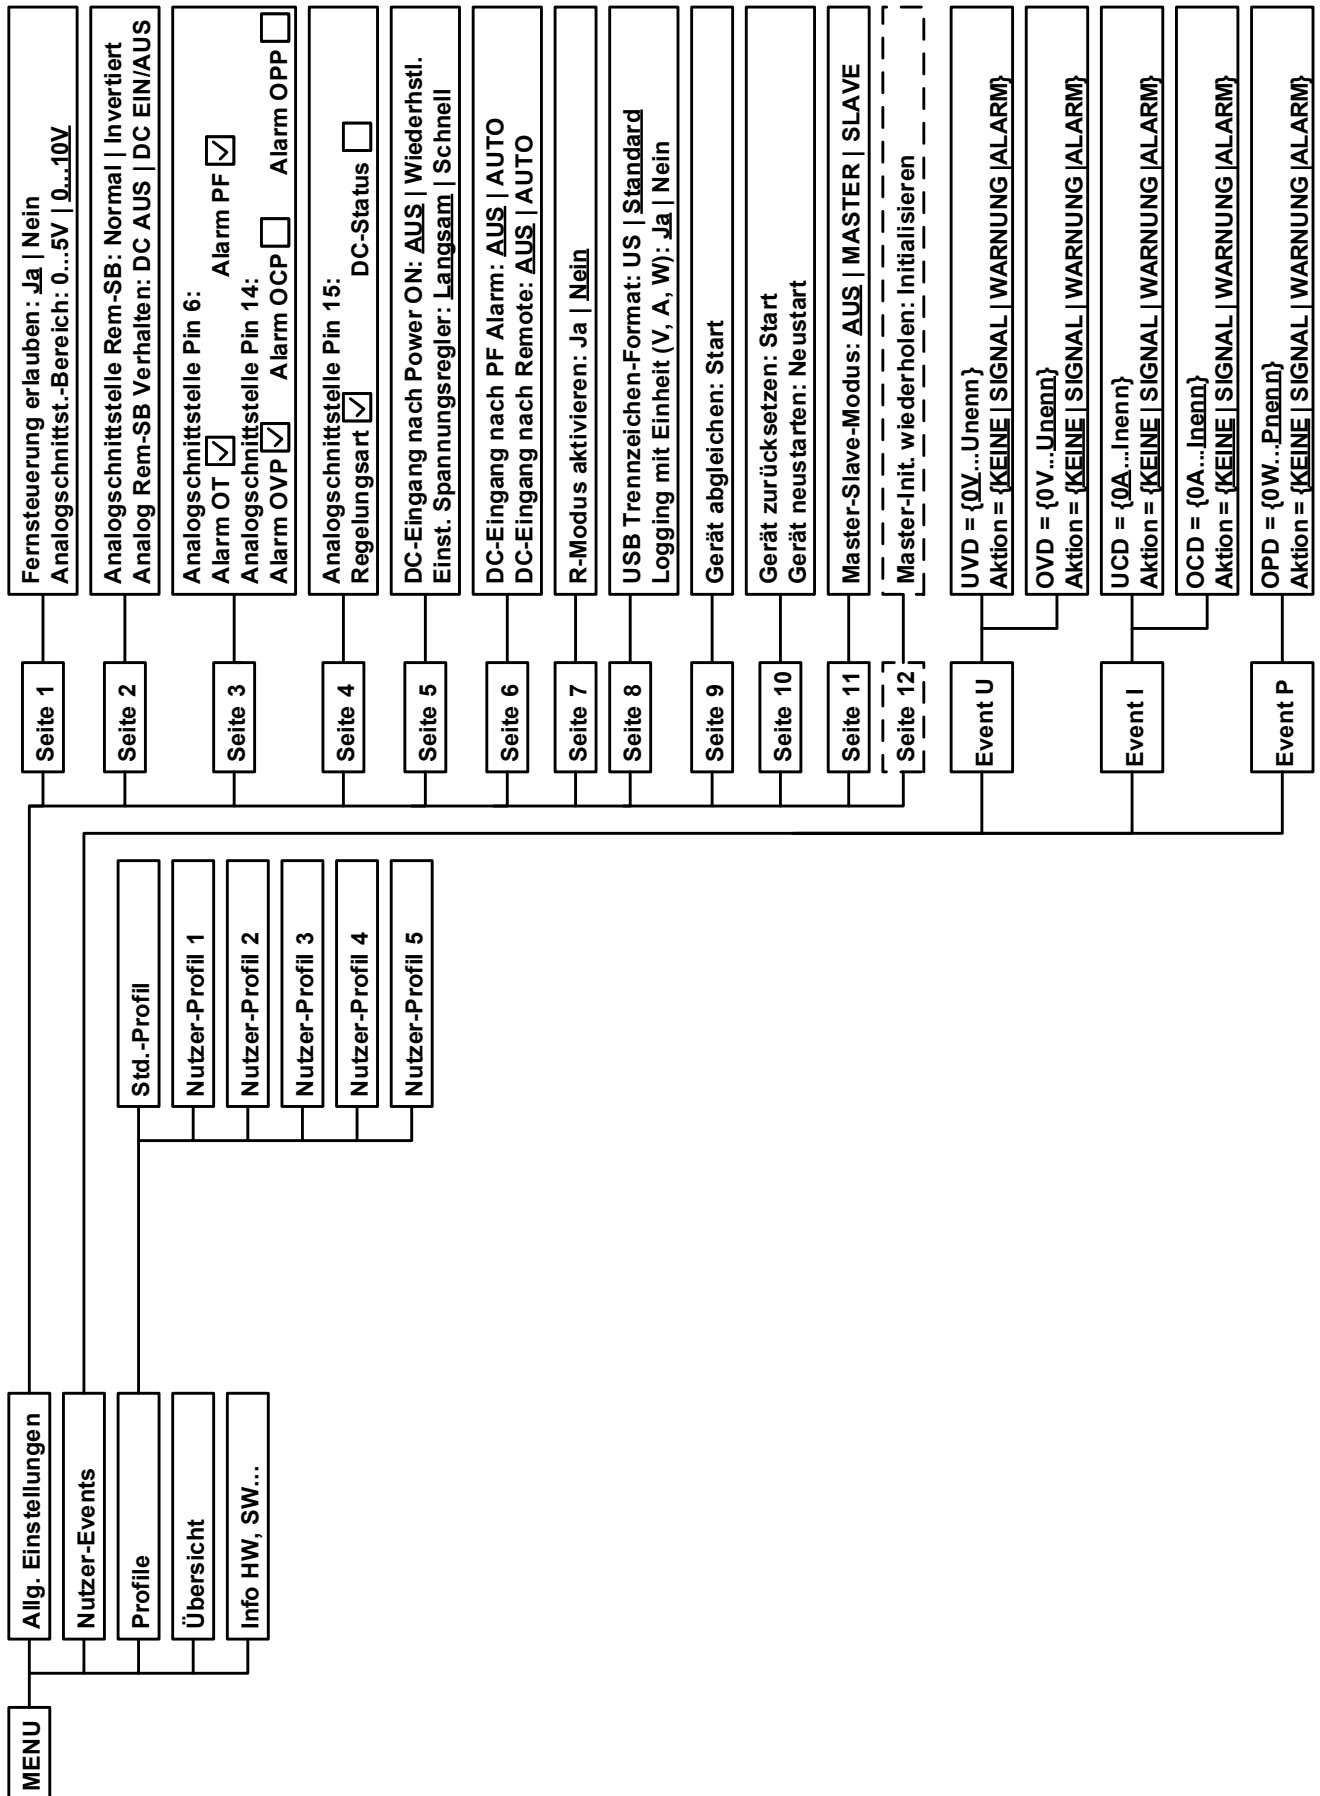 MENU
Allg. Einstellungen
Nutzer-Events
Profile
Übersicht
Info HW, SW...
Std.-Profil
Nutzer-Profil 1
Nutzer-Profil 2
Nutzer-Profil 3
Nutzer-Profil 4
Nutzer-Profil 5
Seite 1
Fernsteuerung erlauben: Ja | Nein
Analogschnittst.-Bereich: 0...5V | 0...10V
Seite 2
Analogschnittstelle Rem-SB: Normal | Invertiert
Analog Rem-SB Verhalten: DC AUS | DC EIN/AUS
Seite 3
Analogschnittstelle Pin 6:
Alarm OT ☑ Alarm PF ☑
Analogschnittstelle Pin 14:
Alarm OVP ☑ Alarm OCP ☐ Alarm OPP ☐
Seite 4
Analogschnittstelle Pin 15:
Regelungsart ☑ DC-Status ☐
Seite 5
DC-Eingang nach Power ON: AUS | Wiederhstl.
Einst. Spannungsregler: Langsam | Schnell
Seite 6
DC-Eingang nach PF Alarm: AUS | AUTO
DC-Eingang nach Remote: AUS | AUTO
Seite 7
R-Modus aktivieren: Ja | Nein
Seite 8
USB Trennzeichen-Format: US | Standard
Logging mit Einheit (V, A, W): Ja | Nein
Seite 9
Gerät abgleichen: Start
Seite 10
Gerät zurücksetzen: Start
Gerät neustarten: Neustart
Seite 11
Master-Slave-Modus: AUS | MASTER | SLAVE
Seite 12
Master-Init. wiederholen: Initialisieren
Event U
UVD = {0V...Unenn}
Aktion = {KEINE | SIGNAL | WARNUNG |ALARM}
OVD = {0V...Unenn}
Aktion = {KEINE | SIGNAL | WARNUNG |ALARM}
Event I
UCD = {0A...Inenn}
Aktion = {KEINE | SIGNAL | WARNUNG |ALARM}
OCD = {0A...Inenn}
Aktion = {KEINE | SIGNAL | WARNUNG |ALARM}
Event P
OPD = {0W...Pnenn}
Aktion = {KEINE | SIGNAL | WARNUNG |ALARM}